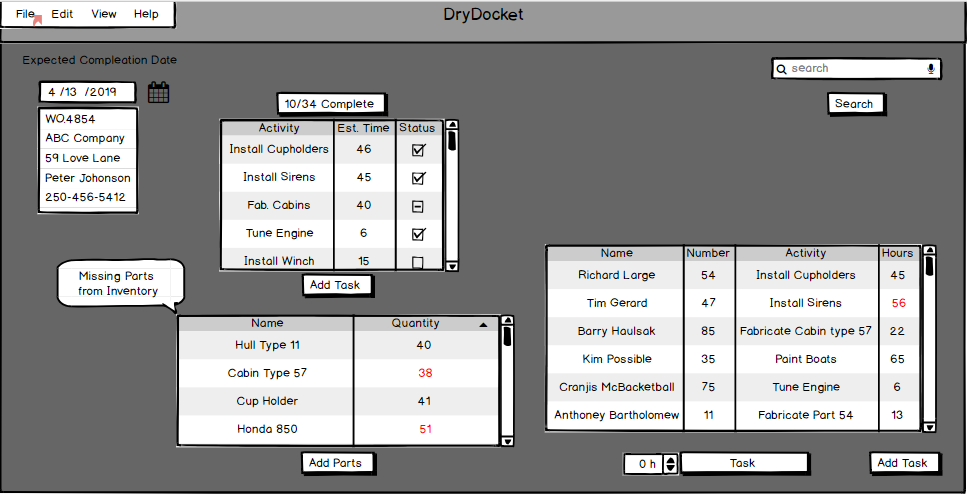 DryDocket
File Edit View Help
Expected Compleation Date
4 /13 /2019
WO.4854
ABC Company
59 Love Lane
Peter Johonson
250-456-5412
search
Search
10/34 Complete
Activity Est. Time Status
Install Cupholders 46
Install Sirens 45
Fab. Cabins 40
Tune Engine 6
Install Winch 15
Add Task
Missing Parts
from Inventory
Name Quantity
Hull Type 11 40
Cabin Type 57 38
Cup Holder 41
Honda 850 51
Add Parts
Name Number Activity Hours
Richard Large 54 Install Cupholders 45
Tim Gerard 47 Install Sirens 56
Barry Haulsak 85 Fabricate Cabin type 57 22
Kim Possible 35 Paint Boats 65
Cranjis McBacketball 75 Tune Engine 6
Anthoney Bartholomew 11 Fabricate Part 54 13
0 h Task Add Task